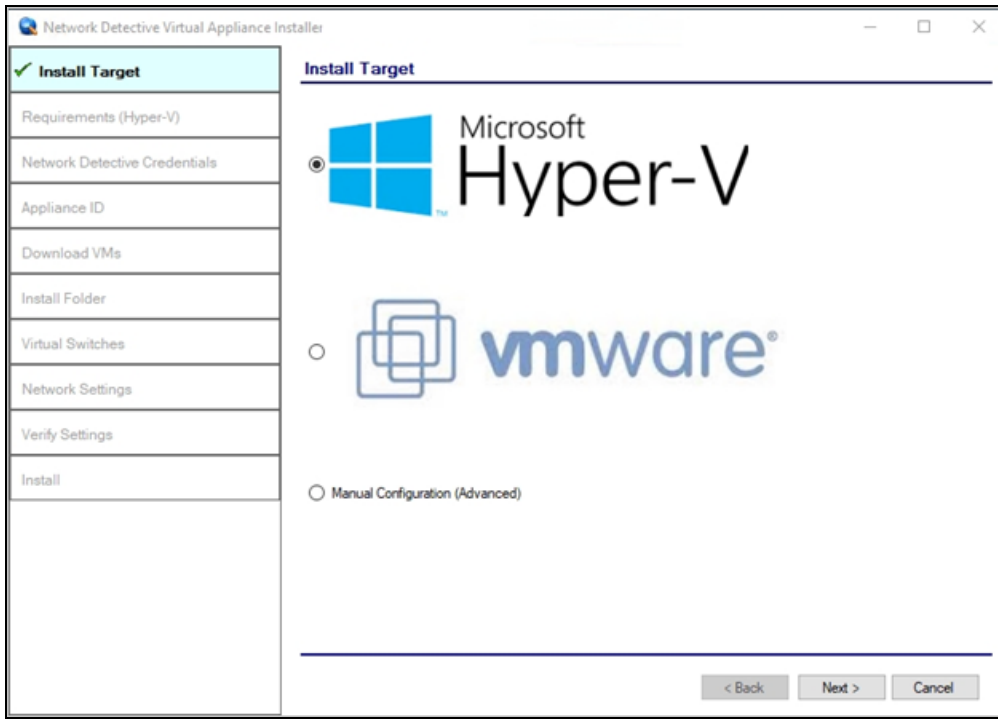 Network Detective Virtual Appliance Installer
Install Target
Requirements (Hyper-V)
Network Detective Credentials
Appliance ID
Download VMs
Install Folder
Virtual Switches
Network Settings
Verify Settings
Install
Install Target
Microsoft
Hyper-V
TM
vmware®
Manual Configuration (Advanced)
< Back
Next >
Cancel